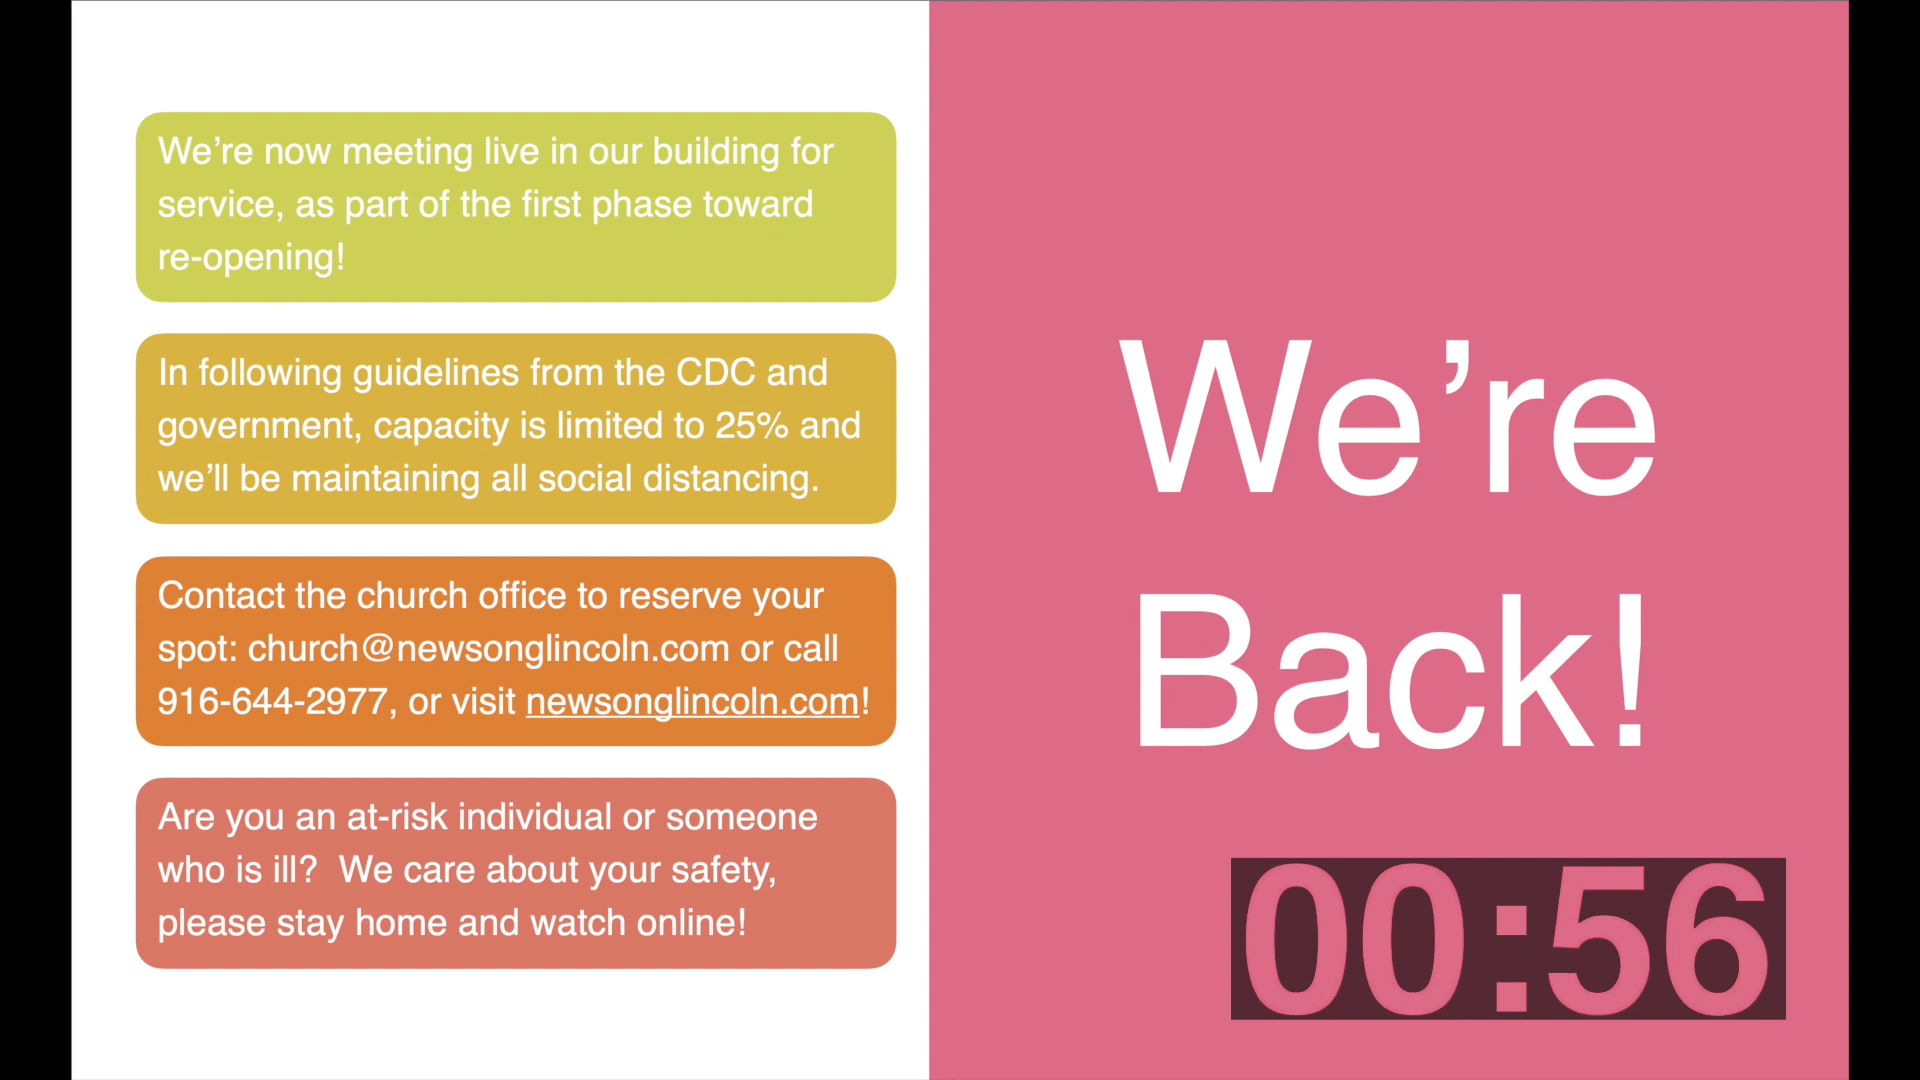 We’re now meeting live in our building for
service, as part of the first phase toward
re-opening!
In following guidelines from the CDC and
government, capacity is limited to 25% and
we’ll be maintaining all social distancing.
Contact the church office to reserve your
spot: church@newsonglincoln.com or call
916-644-2977, or visit newsonglincoln.com!
Are you an at-risk individual or someone
who is ill?  We care about your safety,
please stay home and watch online!
We’re
Back!
00:56